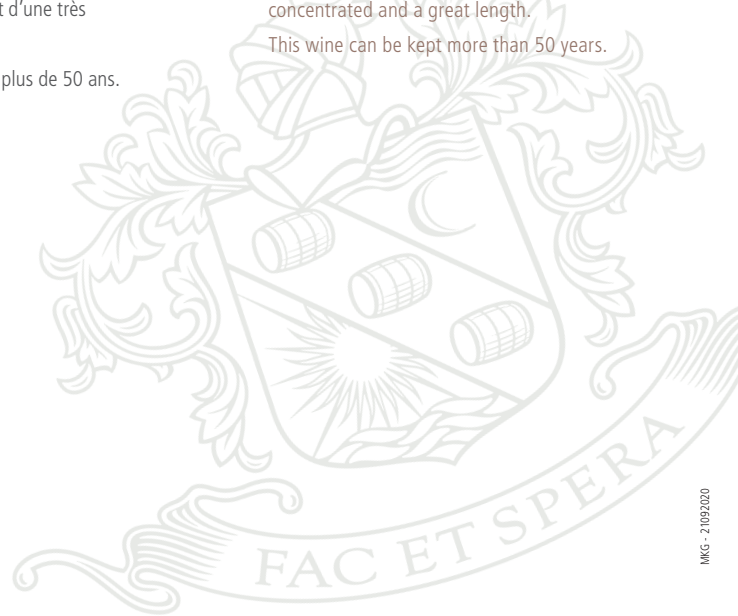 t d’une très
plus de 50 ans.
concentrated and a great length.
This wine can be kept more than 50 years.
FAC ET SPERA
MKG - 21092020